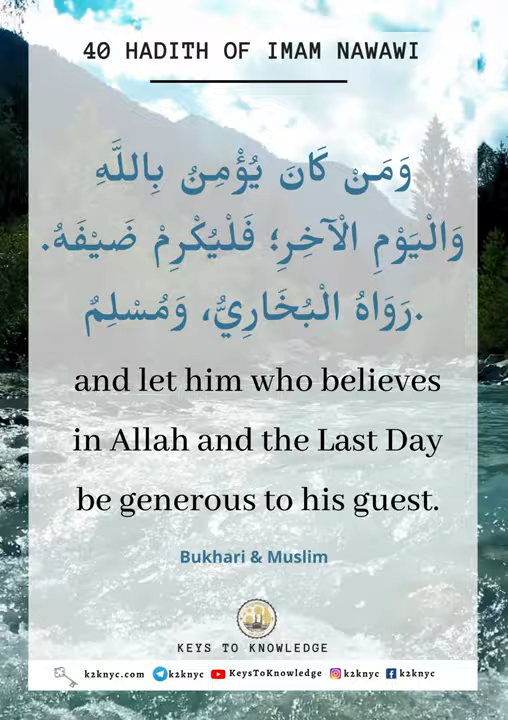 40 HADITH OF IMAM NAWAWI
وَمَنْ كَانَ يُؤْمِنُ بِاللَّهِ
وَالْيَوْمِ الْآخِرِ؛ فَلْيُكْرِمْ ضَيْفَهُ.
رَوَاهُ الْبُخَارِيُّ، وَمُسْلِمٌ.
and let him who believes
in Allah and the Last Day
be generous to his guest.
Bukhari & Muslim
KEYS TO KNOWLEDGE
k2knyc.com k2knyc KeysToKnowledge k2knyc k2knyc